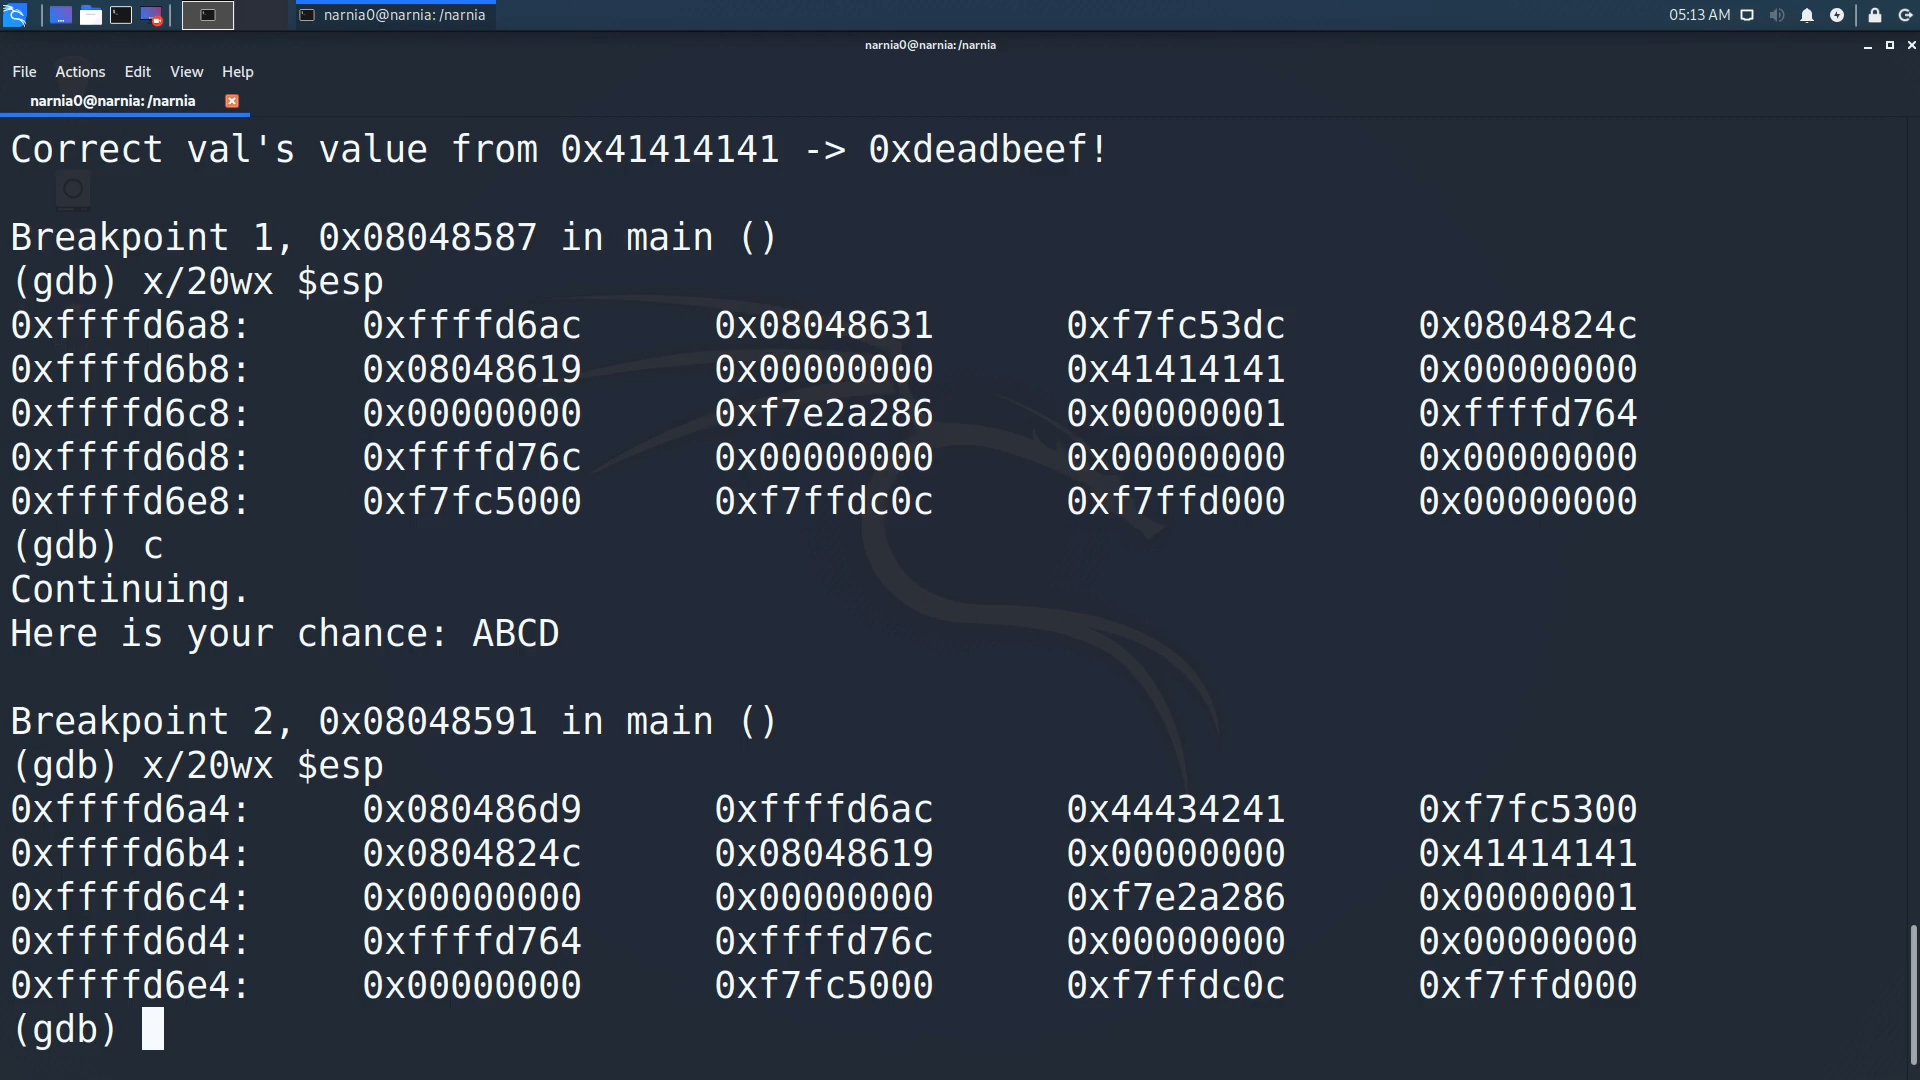 narnia0@narnia: /narnia
05:13 AM
narnia0@narnia: /narnia
File Actions Edit View Help
narnia0@narnia: /narnia
Correct val's value from 0x41414141 -> 0xdeadbeef!
Breakpoint 1, 0x08048587 in main ()
(gdb) x/20wx $esp
0xffffd6a8: 0xffffd6ac 0x08048631 0xf7fc53dc 0x0804824c
0xffffd6b8: 0x08048619 0x00000000 0x41414141 0x00000000
0xffffd6c8: 0x00000000 0xf7e2a286 0x00000001 0xffffd764
0xffffd6d8: 0xffffd76c 0x00000000 0x00000000 0x00000000
0xffffd6e8: 0xf7fc5000 0xf7ffdc0c 0xf7ffd000 0x00000000
(gdb) c
Continuing.
Here is your chance: ABCD
Breakpoint 2, 0x08048591 in main ()
(gdb) x/20wx $esp
0xffffd6a4: 0x080486d9 0xffffd6ac 0x44434241 0xf7fc5300
0xffffd6b4: 0x0804824c 0x08048619 0x00000000 0x41414141
0xffffd6c4: 0x00000000 0x00000000 0xf7e2a286 0x00000001
0xffffd6d4: 0xffffd764 0xffffd76c 0x00000000 0x00000000
0xffffd6e4: 0x00000000 0xf7fc5000 0xf7ffdc0c 0xf7ffd000
(gdb)